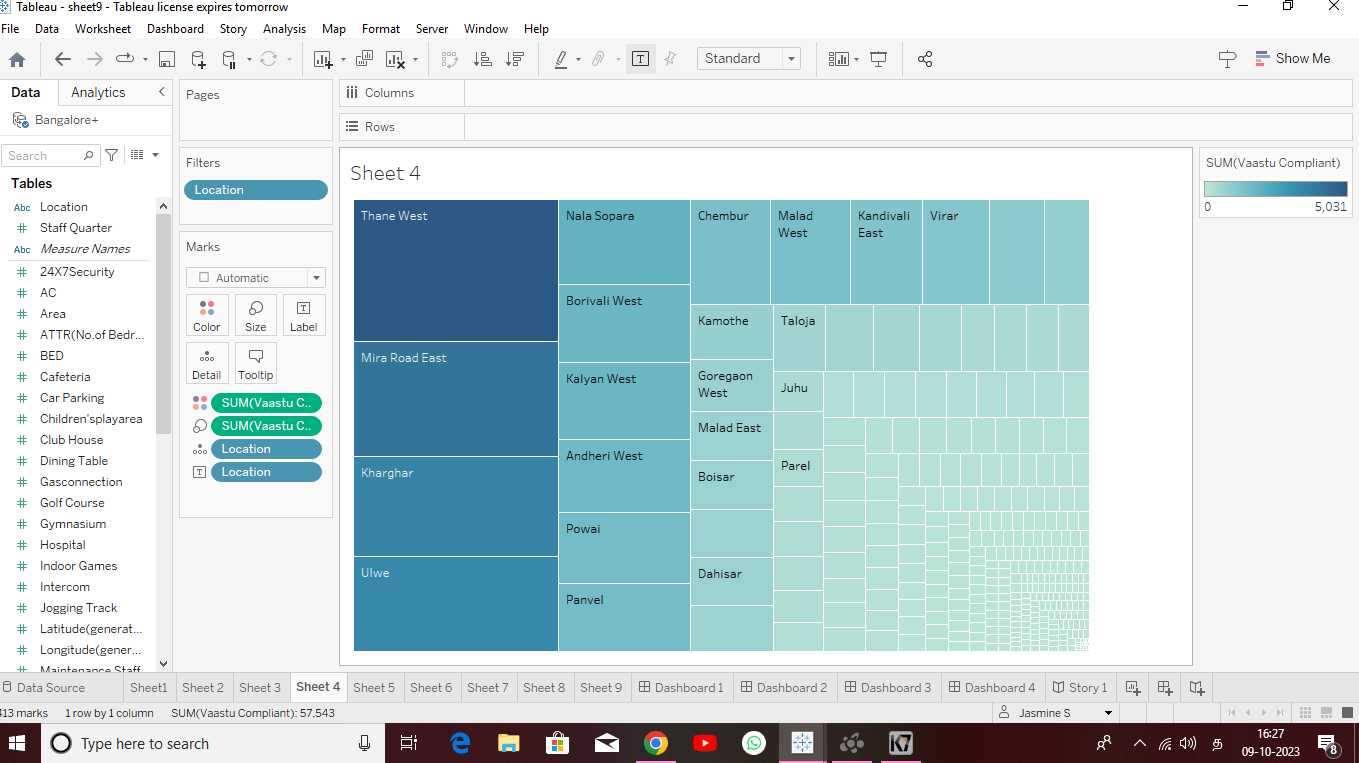 Tableau - sheet9 - Tableau license expires tomorrow
File Data Worksheet Dashboard Story Analysis Map Format Server Window Help
Standard
Show Me
Data Analytics
Bangalore+
Search
Tables
Abc Location
# Staff Quarter
Abc Measure Names
# 24X7Security
# AC
# Area
# ATTR(No.of Bedr...
# BED
# Cafeteria
# Car Parking
# Children'splayarea
# Club House
# Dining Table
# Gasconnection
# Golf Course
# Gymnasium
# Hospital
# Indoor Games
# Intercom
# Jogging Track
# Latitude(generat...
# Longitude(gener...
# Maintenance Staff
Pages
Filters
Location
Marks
Automatic
Color Size Label
Detail Tooltip
SUM(Vaastu C..
SUM(Vaastu C..
Location
Location
Columns
Rows
Sheet 4
Thane West
Mira Road East
Kharghar
Ulwe
Nala Sopara
Borivali West
Kalyan West
Andheri West
Powai
Panvel
Chembur
Malad
West
Kandivali
East
Virar
Kamothe
Taloja
Goregaon
West
Juhu
Malad East
Parel
Boisar
Dahisar
SUM(Vaastu Compliant)
0 5,031
Data Source Sheet1 Sheet 2 Sheet 3 Sheet 4 Sheet 5 Sheet 6 Sheet 7 Sheet 8 Sheet 9 Dashboard 1 Dashboard 2 Dashboard 3 Dashboard 4 Story 1
413 marks 1 row by 1 column SUM(Vaastu Compliant): 57,543 Jasmine S
Type here to search
16:27
09-10-2023
8